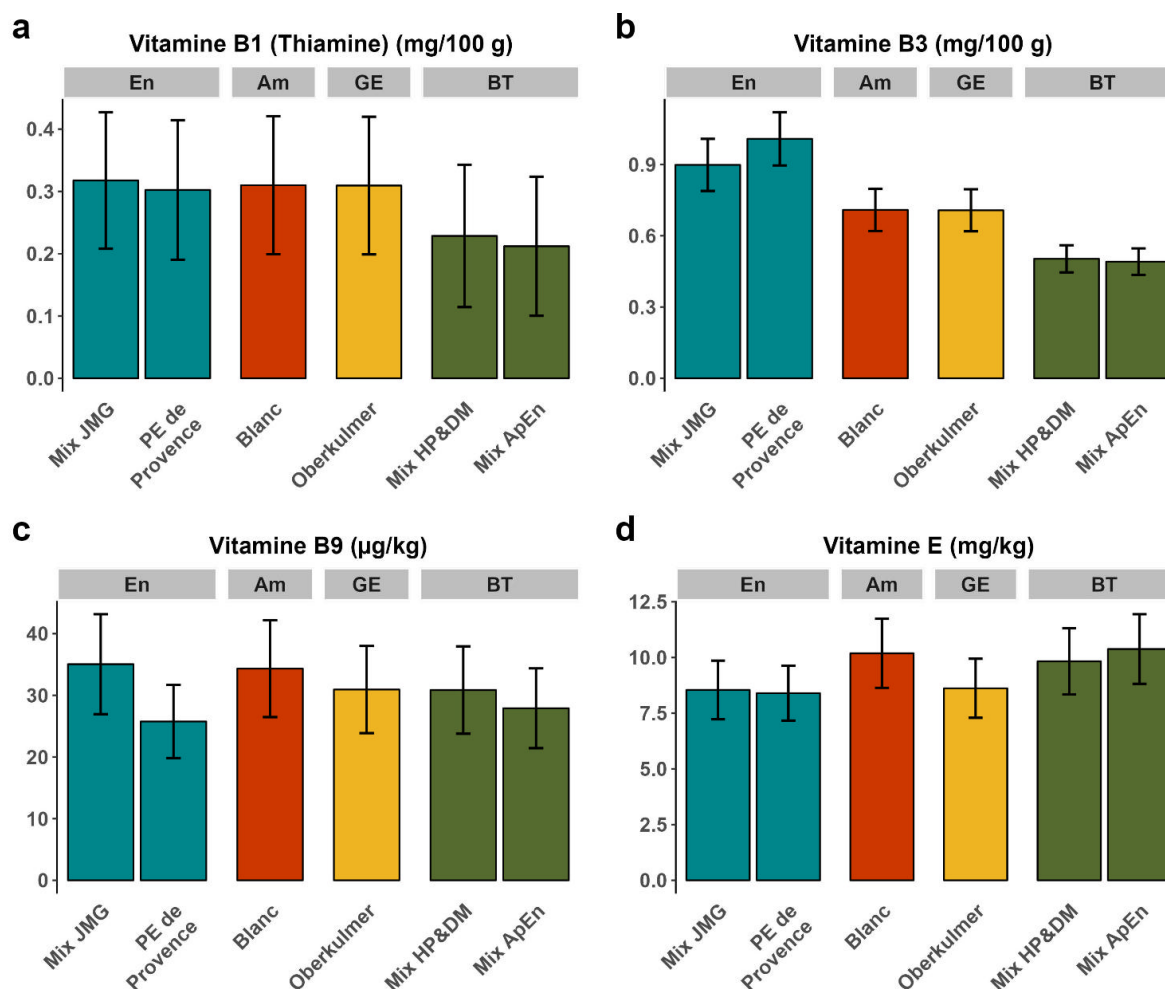 a
Vitamine B1 (Thiamine) (mg/100 g)
En Am GE BT
0.4
0.3
0.2
0.1
0.0
Mix JMG
PE de
Provence
Blanc
Oberkulmer
Mix HP&DM
Mix ApEn
b
Vitamine B3 (mg/100 g)
En Am GE BT
0.9
0.6
0.3
0.0
Mix JMG
PE de
Provence
Blanc
Oberkulmer
Mix HP&DM
Mix ApEn
c
Vitamine B9 (µg/kg)
En Am GE BT
40
30
20
10
0
Mix JMG
PE de
Provence
Blanc
Oberkulmer
Mix HP&DM
Mix ApEn
d
Vitamine E (mg/kg)
En Am GE BT
12.5
10.0
7.5
5.0
2.5
0.0
Mix JMG
PE de
Provence
Blanc
Oberkulmer
Mix HP&DM
Mix ApEn